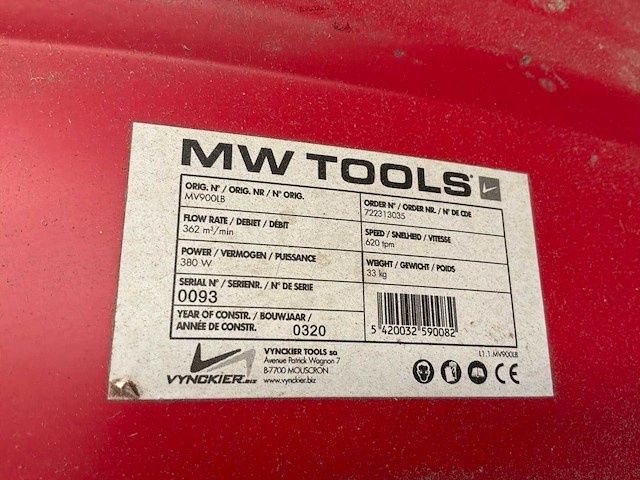 MW TOOLS
ORIG. N° / ORIG. NR / N° ORIG.
MV900LB
ORDER N° / ORDER NR. / N° DE CDE
722313035
FLOW RATE / DEBIET / DÉBIT
362 m³/min
SPEED / SNELHEID / VITESSE
620 tpm
POWER / VERMOGEN / PUISSANCE
380 W
WEIGHT / GEWICHT / POIDS
33 kg
SERIAL N° / SERIENR. / N° DE SERIE
0093
YEAR OF CONSTR. / BOUWJAAR /
ANNÉE DE CONSTR. 0320
5 420032 590082
VYNCKIER.BIZ
VYNCKIER TOOLS sa
Avenue Patrick Wagnon 7
B-7700 MOUSCRON
www.vynckier.biz
L1.1.MV900LB
CE